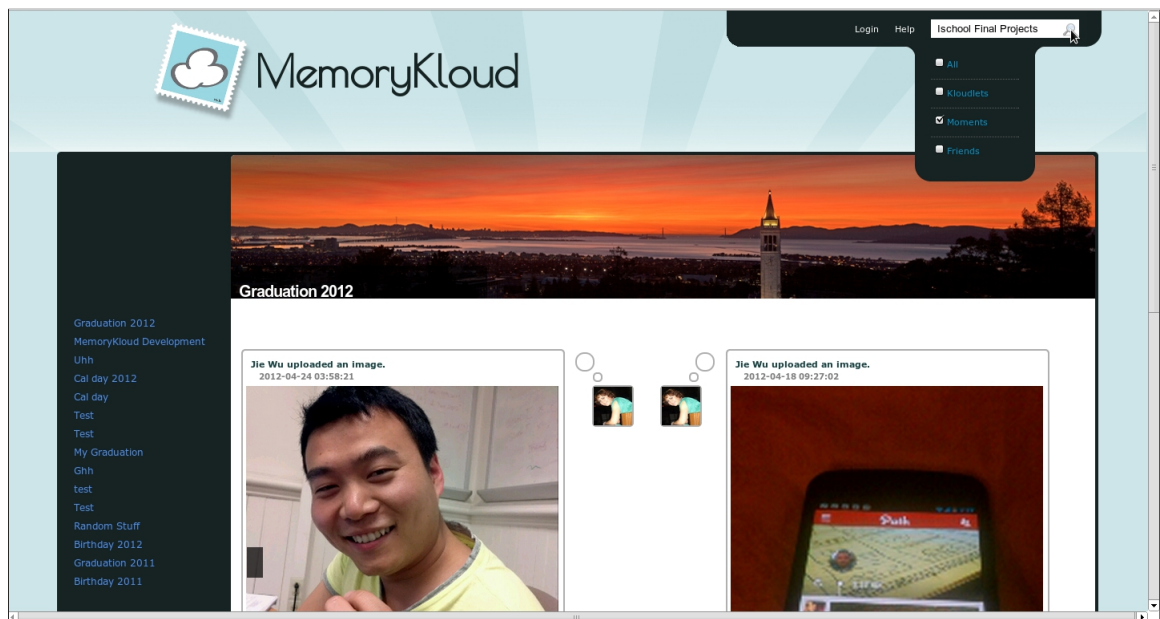 Login Help Ischool Final Projects
MemoryKloud
All
Kloudlets
Moments
Friends
Graduation 2012
Graduation 2012
MemoryKloud Development
Uhh
Cal day 2012
Cal day
Test
Test
My Graduation
Ghh
test
Test
Random Stuff
Birthday 2012
Graduation 2011
Birthday 2011
Jie Wu uploaded an image.
2012-04-24 03:58:21
Jie Wu uploaded an image.
2012-04-18 09:27:02
Path